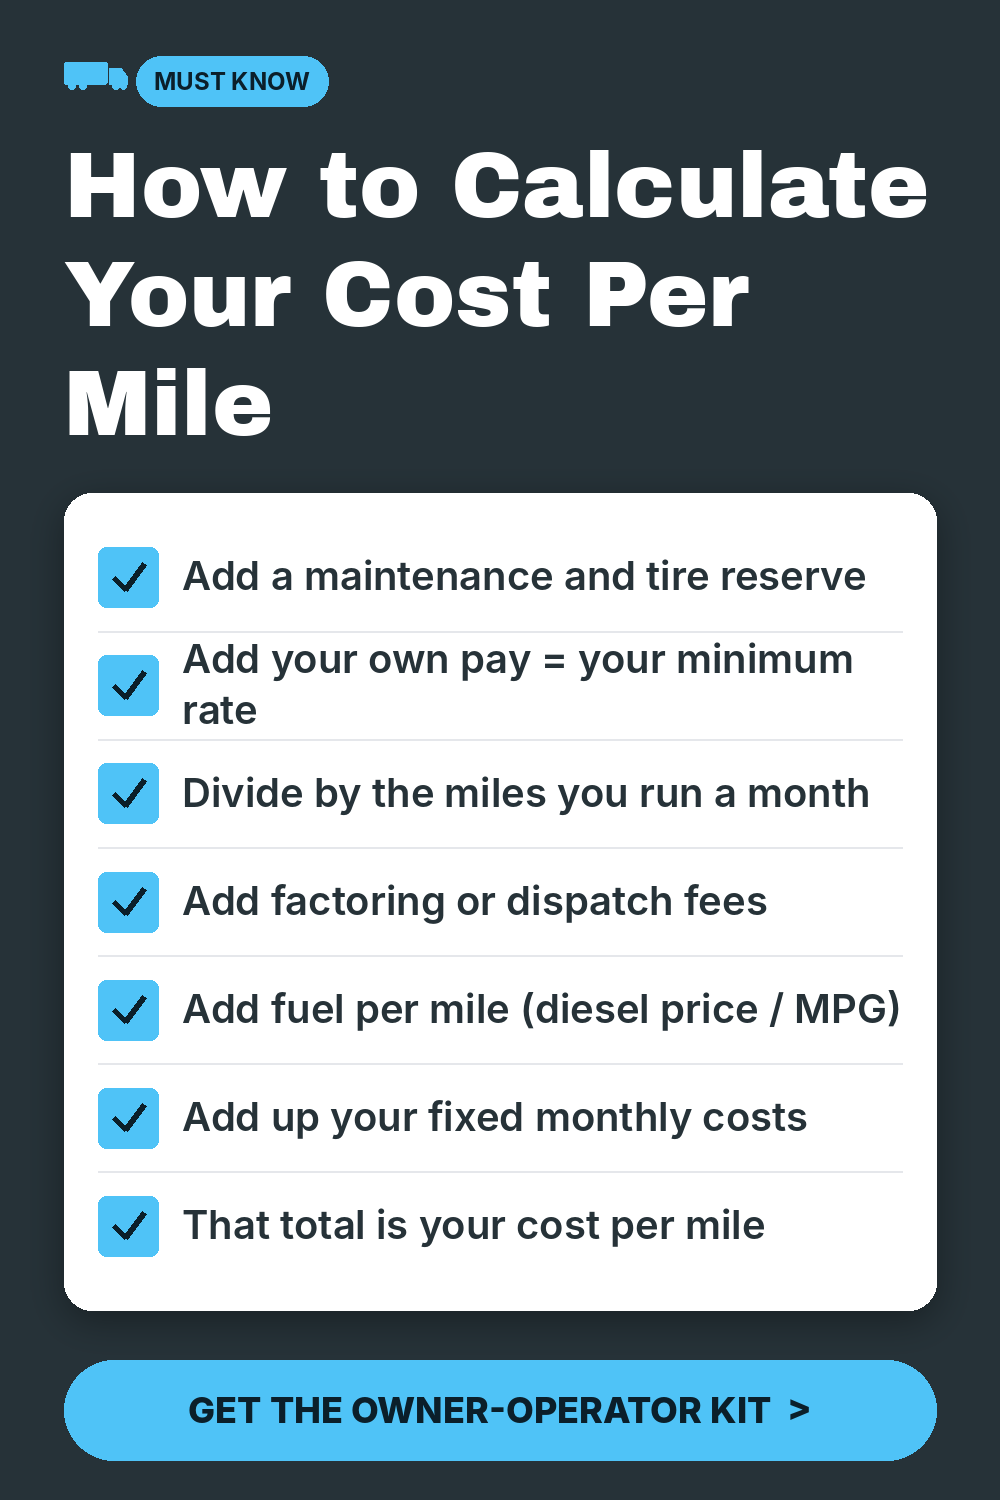 MUST KNOW
How to Calculate
Your Cost Per
Mile
Add a maintenance and tire reserve
Add your own pay = your minimum
rate
Divide by the miles you run a month
Add factoring or dispatch fees
Add fuel per mile (diesel price / MPG)
Add up your fixed monthly costs
That total is your cost per mile
GET THE OWNER-OPERATOR KIT >